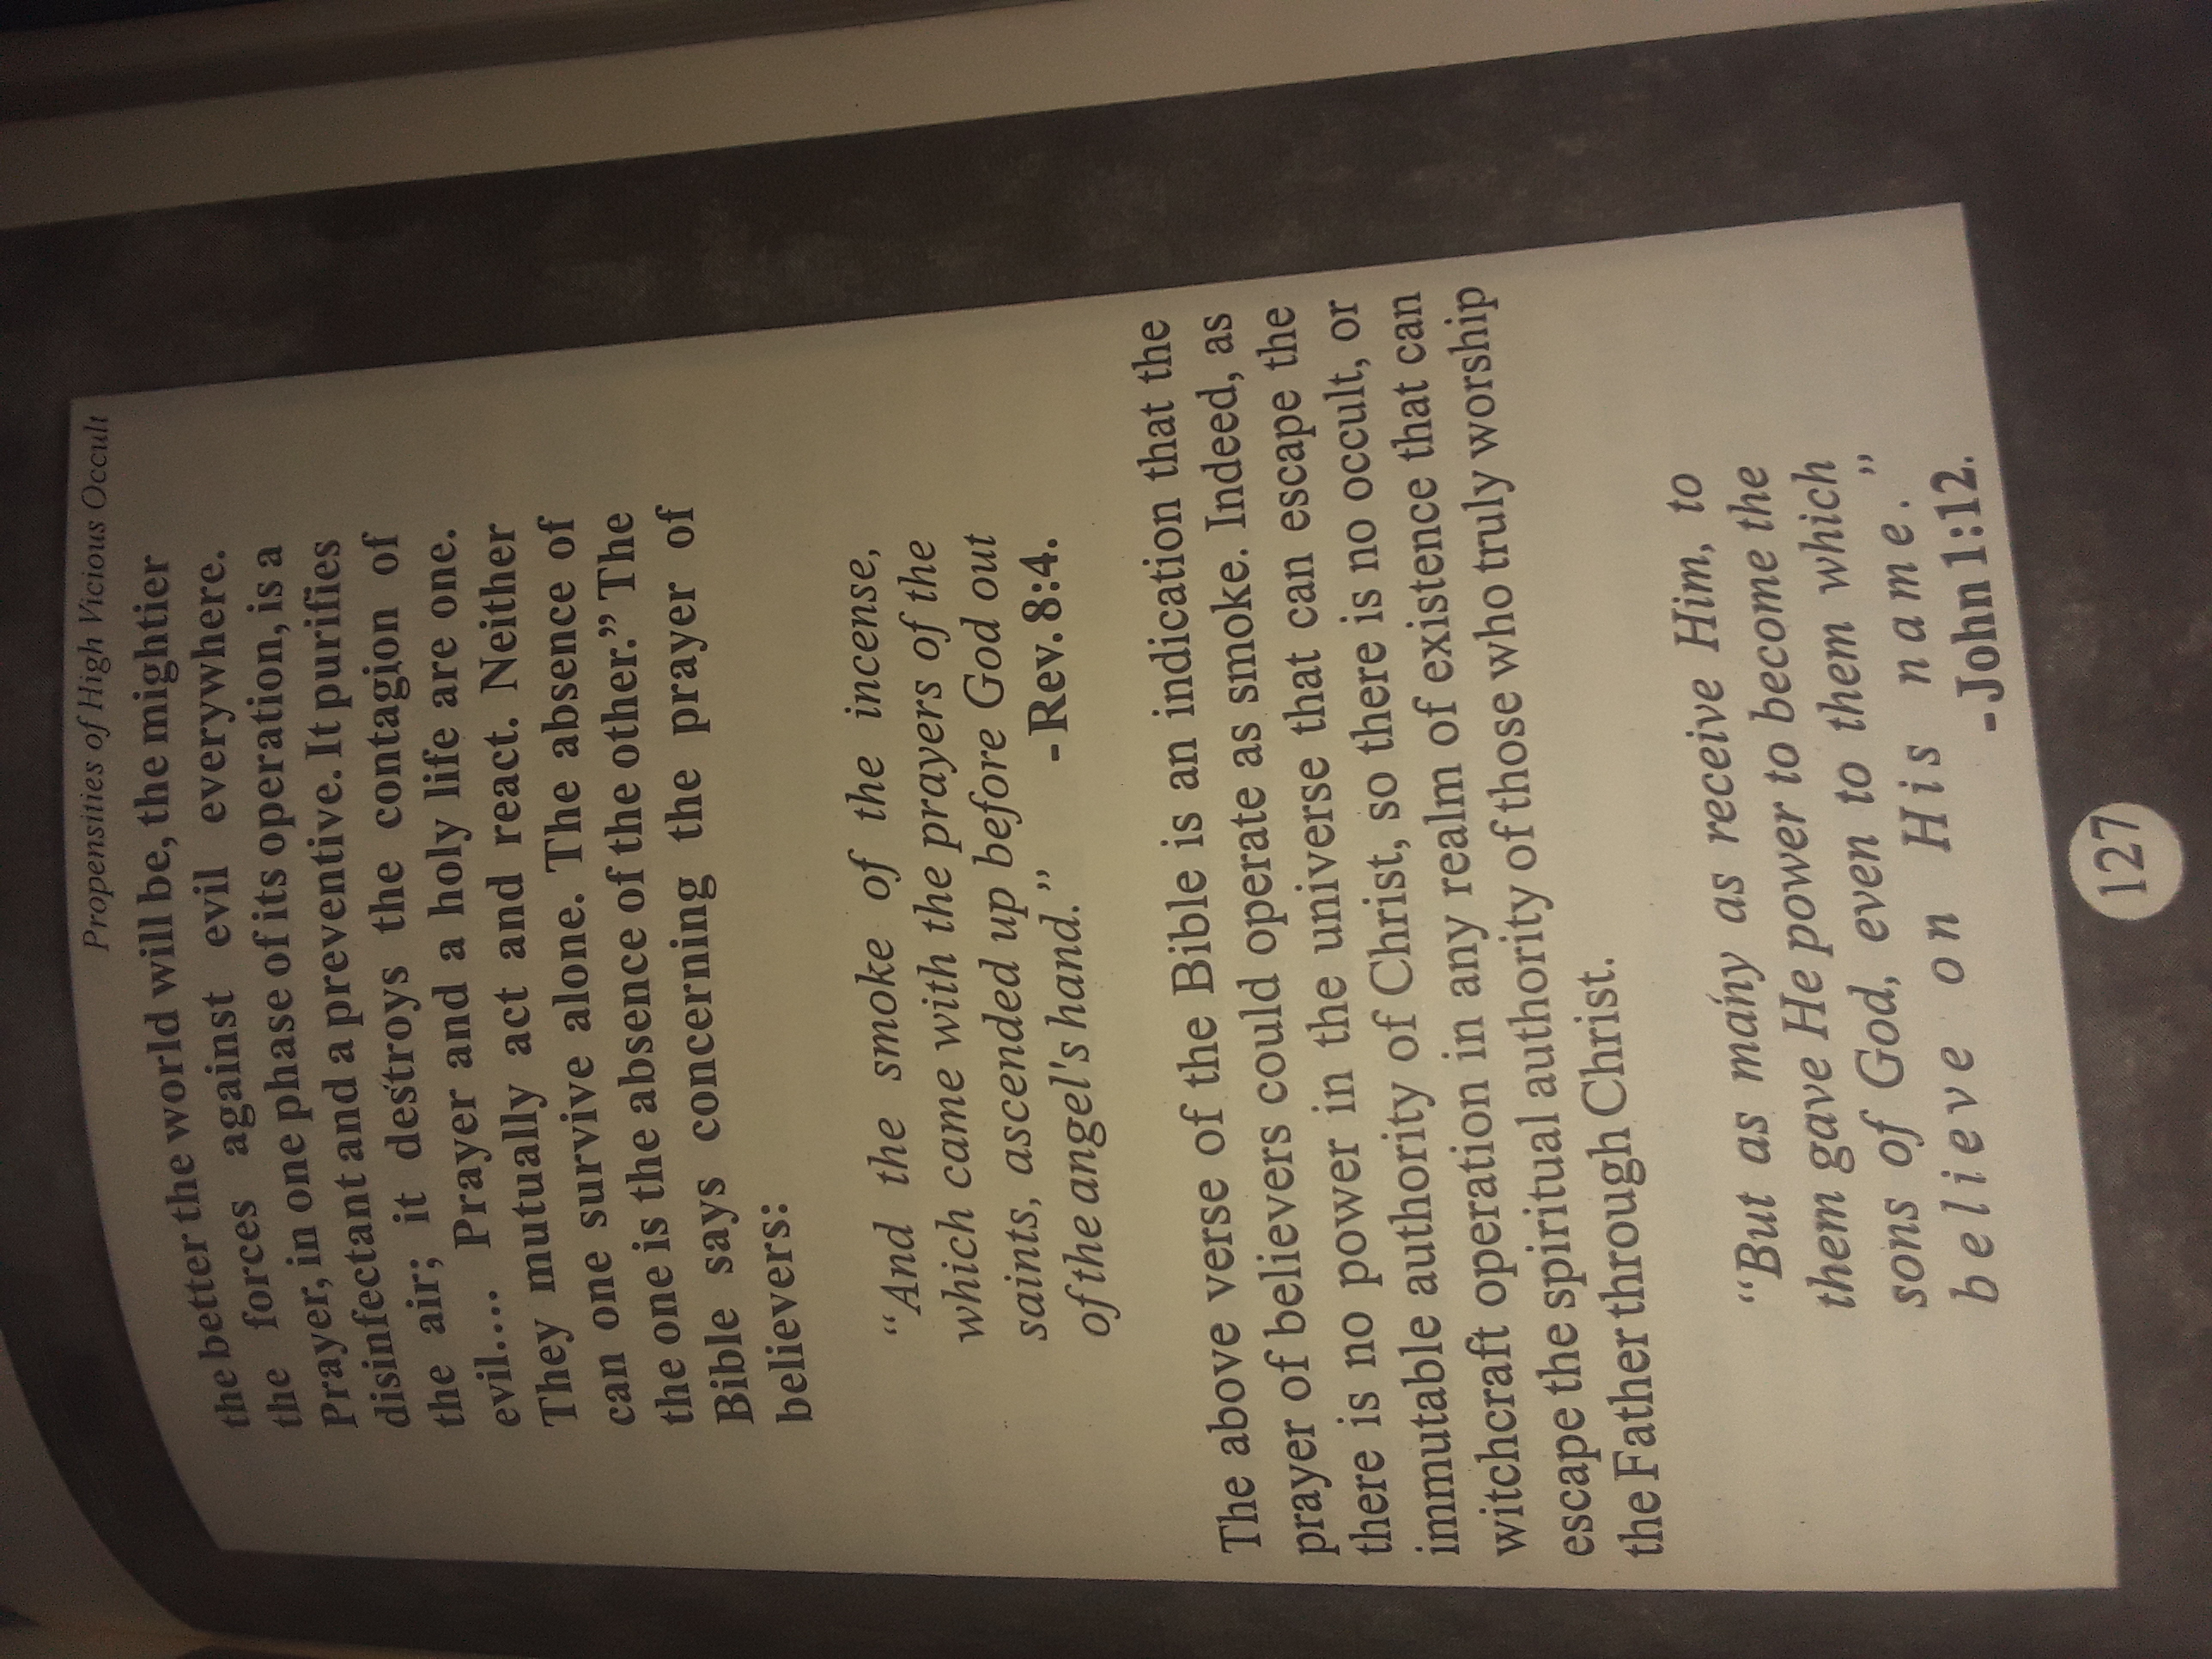 Propensities of High Vicious Occult
the better the world will be, the mightier
the forces against evil everywhere.
Prayer, in one phase of its operation, is a
disinfectant and a preventive. It purifies
the air; it destroys the contagion of
evil.... Prayer and a holy life are one.
They mutually act and react. Neither
can one survive alone. The absence of
the one is the absence of the other.” The
Bible says concerning the prayer of
believers:
“And the smoke of the incense,
which came with the prayers of the
saints, ascended up before God out
of the angel's hand.” - Rev. 8:4.
The above verse of the Bible is an indication that the
prayer of believers could operate as smoke. Indeed, as
there is no power in the universe that can escape the
immutable authority of Christ, so there is no occult, or
witchcraft operation in any realm of existence that can
escape the spiritual authority of those who truly worship
the Father through Christ.
“But as many as receive Him, to
them gave He power to become the
sons of God, even to them which
believe on His name.”
- John 1:12.
127